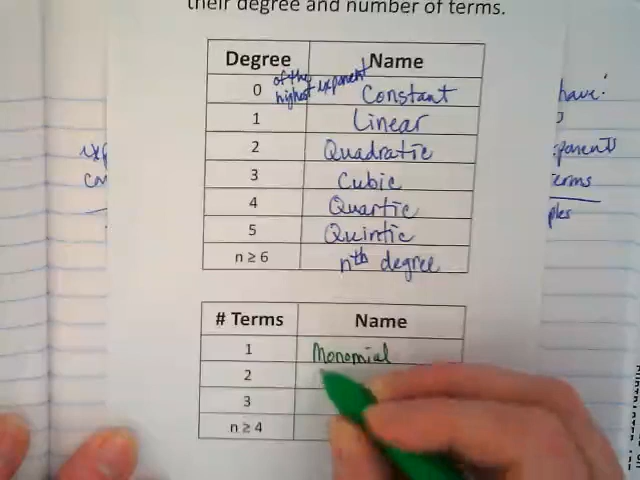 their degree and number of terms.
Degree Name
0 of the highest exponent Constant
1 Linear
2 Quadratic
3 Cubic
4 Quartic
5 Quintic
n ≥ 6 nth degree
# Terms Name
1 Monomial
2
3
n ≥ 4
have: